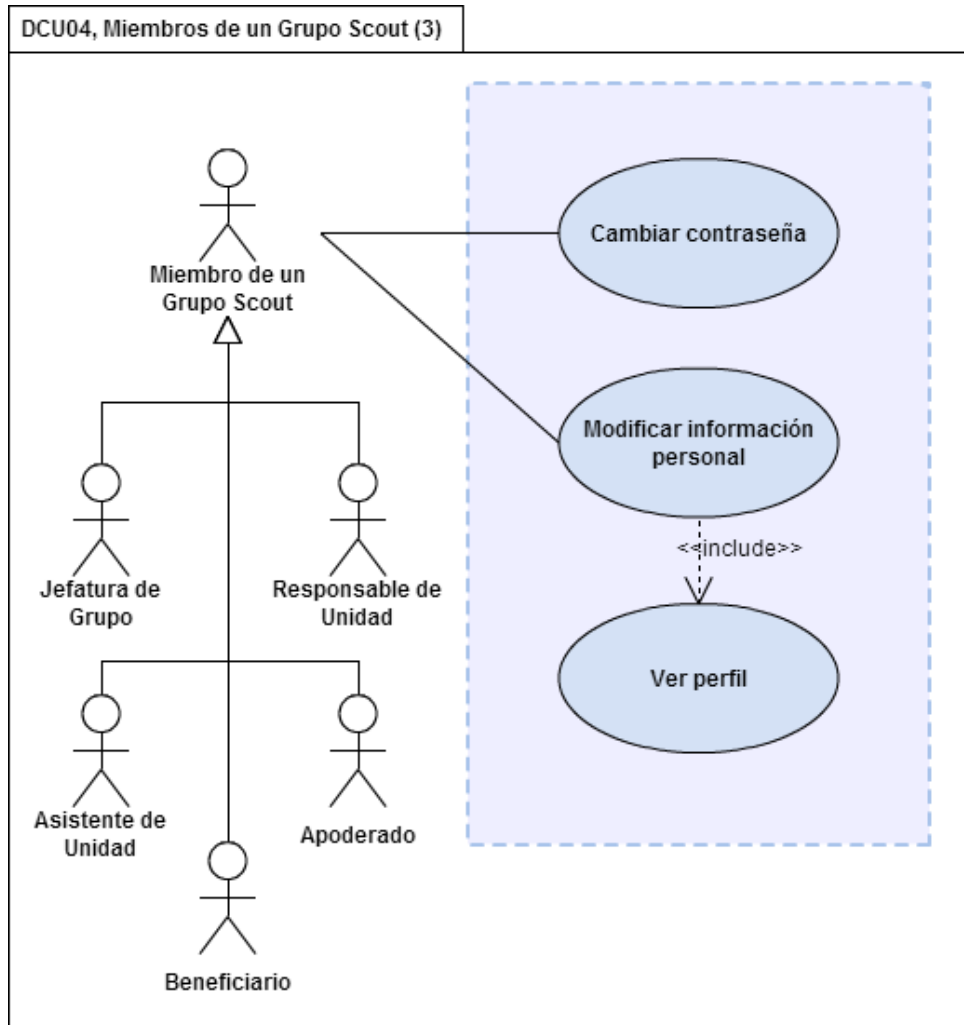 DCU04, Miembros de un Grupo Scout (3)
Miembro de un
Grupo Scout
Cambiar contraseña
Modificar información
personal
<<include>>
Ver perfil
Jefatura de
Grupo
Responsable de
Unidad
Asistente de
Unidad
Apoderado
Beneficiario